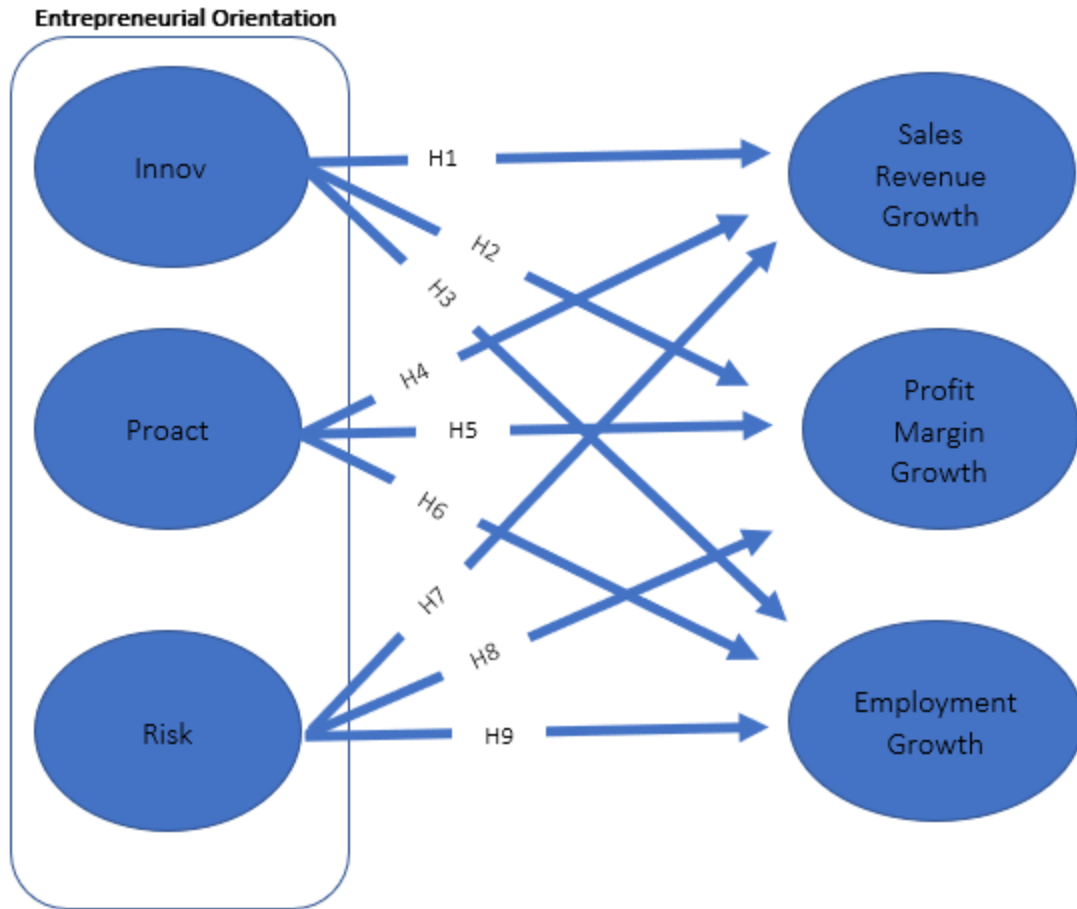 Entrepreneurial Orientation
Innov
Proact
Risk
H1
H2
H3
H4
H5
H6
H7
H8
H9
Sales
Revenue
Growth
Profit
Margin
Growth
Employment
Growth